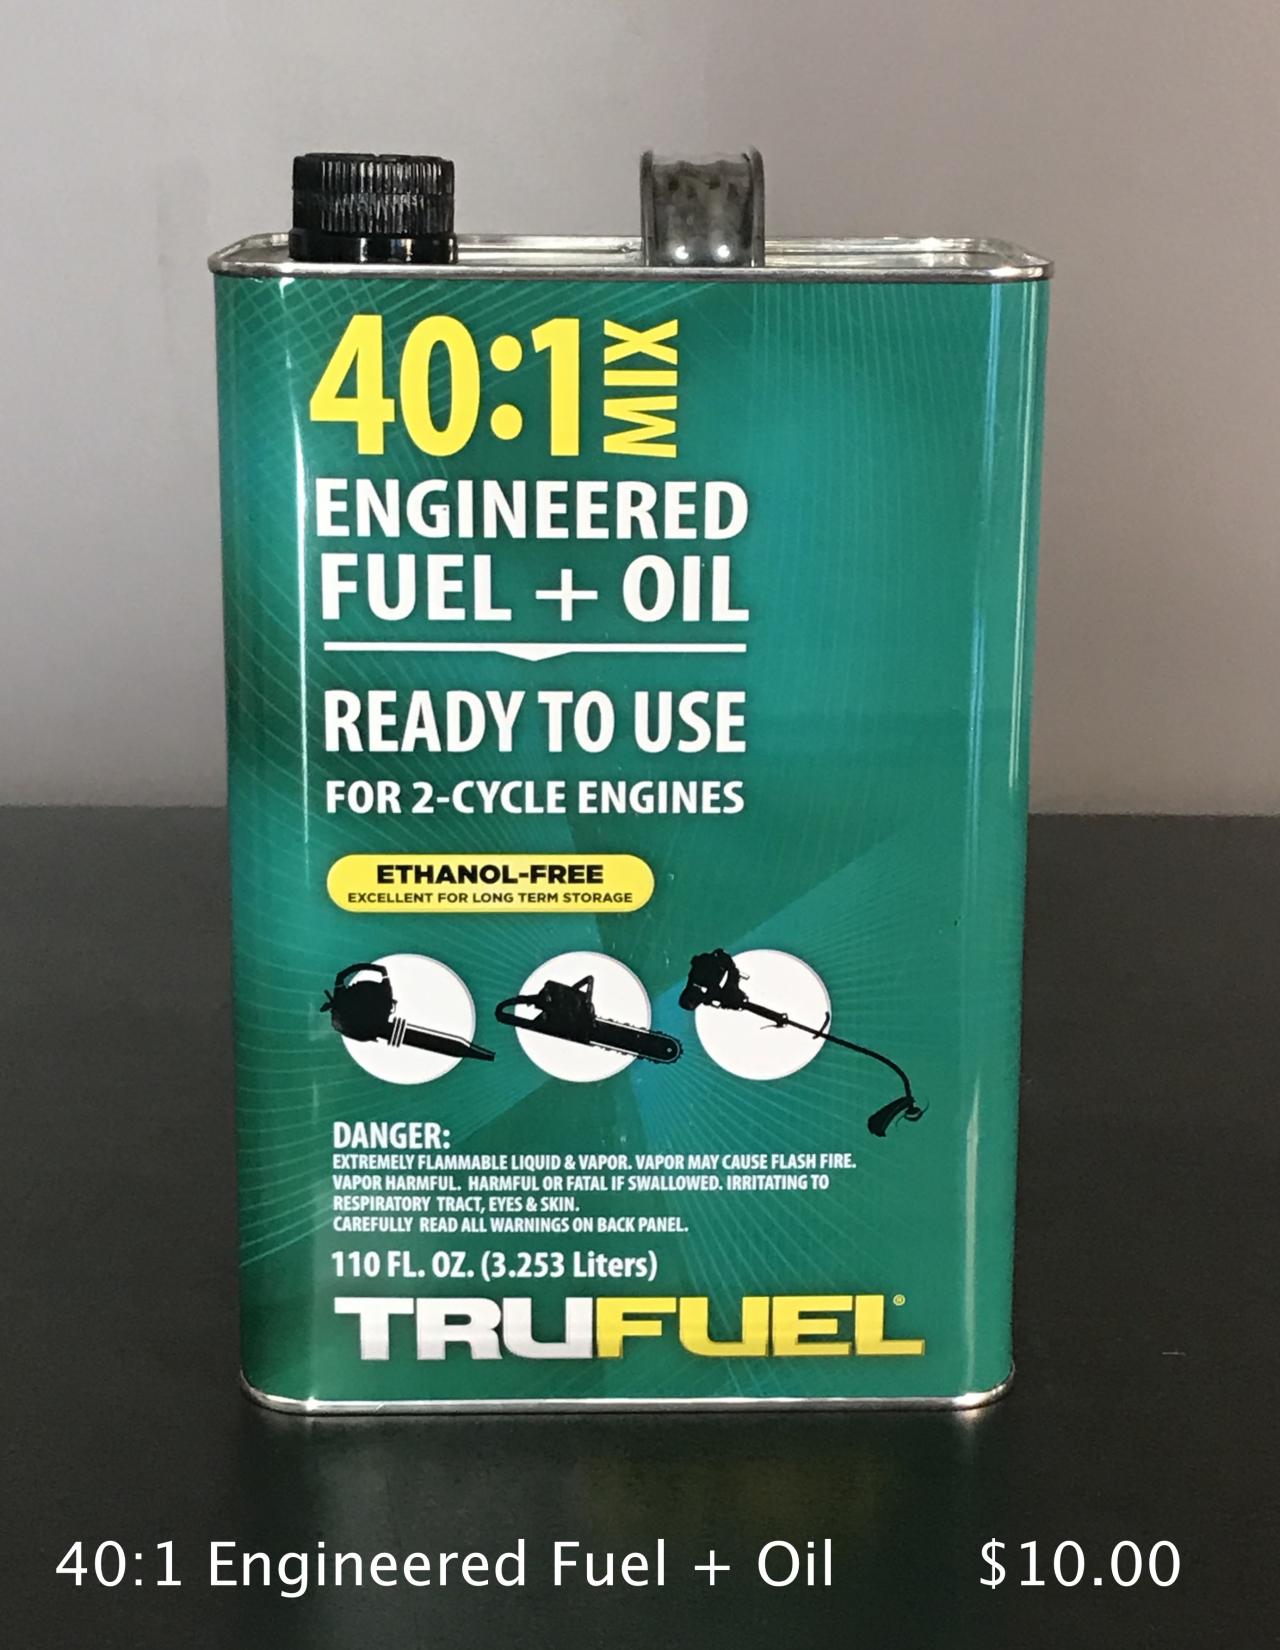 40:1 MIX
ENGINEERED
FUEL + OIL
READY TO USE
FOR 2-CYCLE ENGINES
ETHANOL-FREE
EXCELLENT FOR LONG TERM STORAGE
DANGER:
EXTREMELY FLAMMABLE LIQUID & VAPOR. VAPOR MAY CAUSE FLASH FIRE.
VAPOR HARMFUL. HARMFUL OR FATAL IF SWALLOWED. IRRITATING TO
RESPIRATORY TRACT, EYES & SKIN.
CAREFULLY READ ALL WARNINGS ON BACK PANEL.
110 FL. OZ. (3.253 Liters)
TRUFUEL®
40:1 Engineered Fuel + Oil $10.00